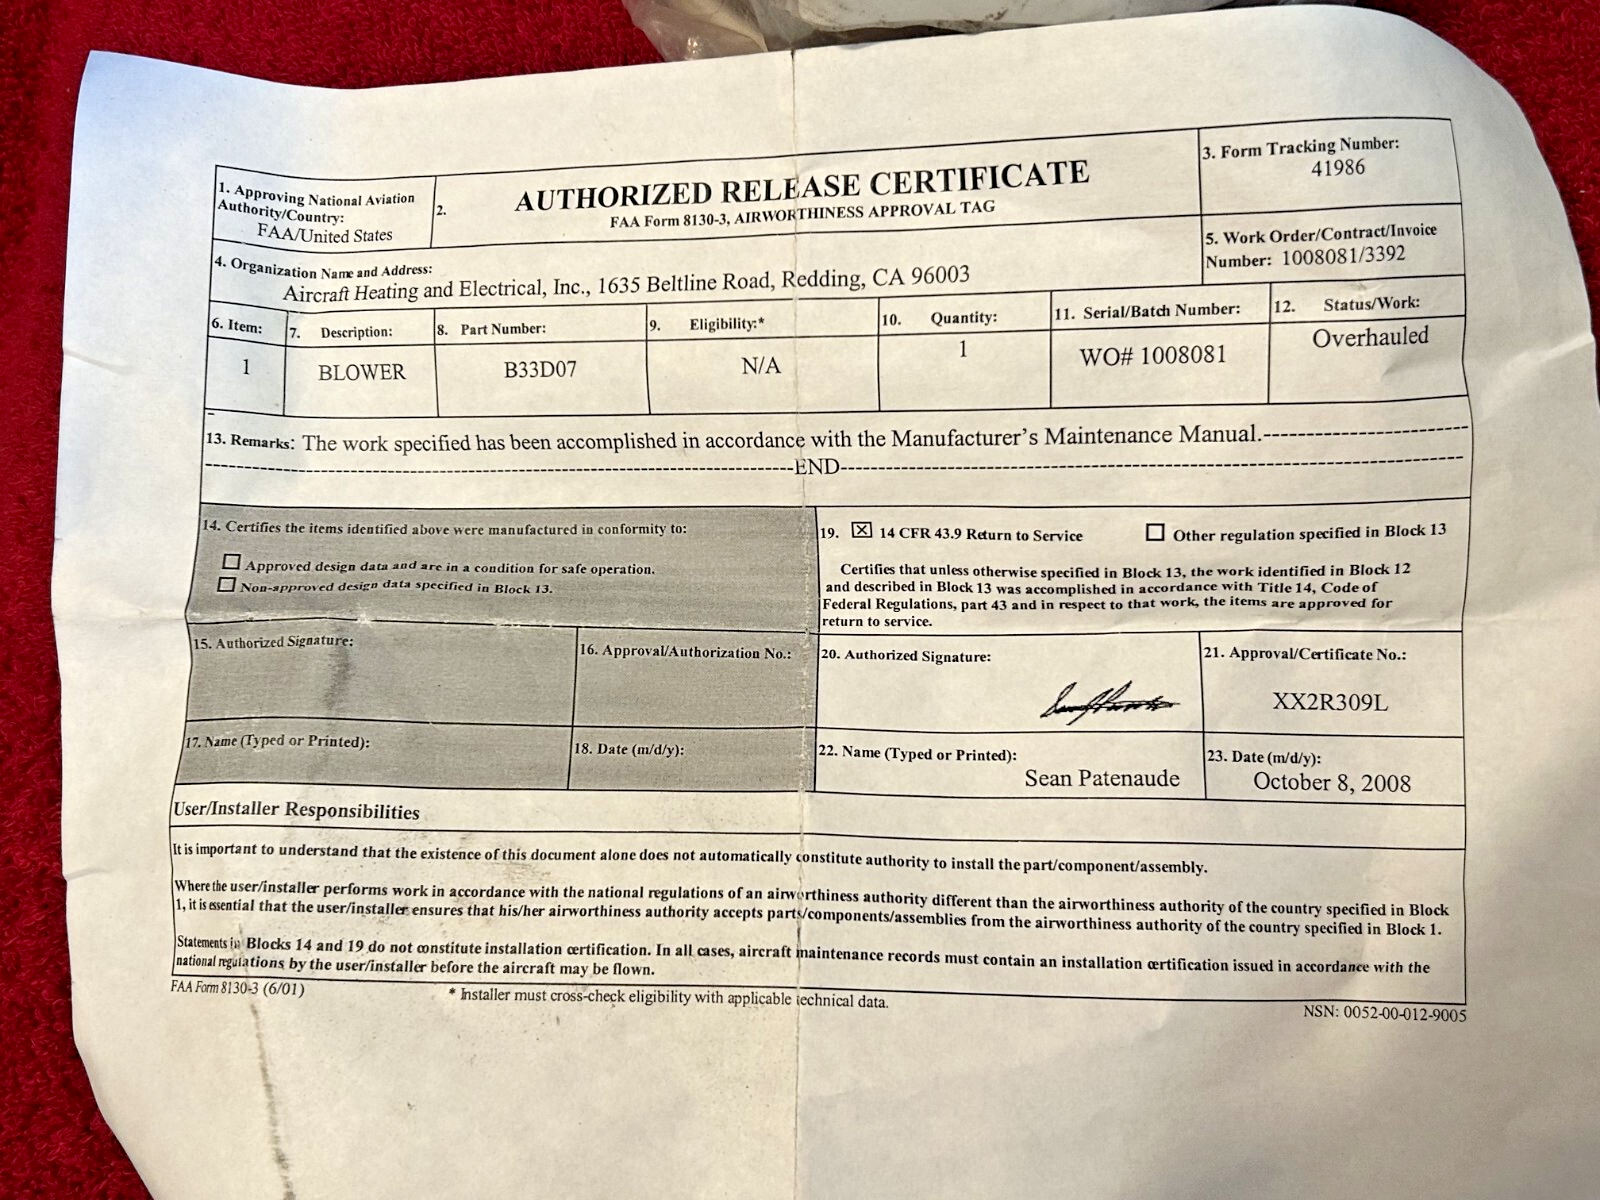 1. Approving National Aviation
Authority/Country:
FAA/United States
2.
AUTHORIZED RELEASE CERTIFICATE
FAA Form 8130-3, AIRWORTHINESS APPROVAL TAG
3. Form Tracking Number:
41986
4. Organization Name and Address:
Aircraft Heating and Electrical, Inc., 1635 Beltline Road, Redding, CA 96003
5. Work Order/Contract/Invoice
Number: 1008081/3392
6. Item:
7. Description:
8. Part Number:
9. Eligibility:*
10. Quantity:
11. Serial/Batch Number:
12. Status/Work:
1
BLOWER
B33D07
N/A
1
WO# 1008081
Overhauled
13. Remarks: The work specified has been accomplished in accordance with the Manufacturer's Maintenance Manual.--------------------
------------------------------------------------------------END------------------------------------------------------------
14. Certifies the items identified above were manufactured in conformity to:
☐ Approved design data and are in a condition for safe operation.
☐ Non-approved design data specified in Block 13.
19. ☒ 14 CFR 43.9 Return to Service ☐ Other regulation specified in Block 13
Certifies that unless otherwise specified in Block 13, the work identified in Block 12
and described in Block 13 was accomplished in accordance with Title 14, Code of
Federal Regulations, part 43 and in respect to that work, the items are approved for
return to service.
15. Authorized Signature:
16. Approval/Authorization No.:
20. Authorized Signature:
21. Approval/Certificate No.:
XX2R309L
17. Name (Typed or Printed):
18. Date (m/d/y):
22. Name (Typed or Printed):
Sean Patenaude
23. Date (m/d/y):
October 8, 2008
User/Installer Responsibilities
It is important to understand that the existence of this document alone does not automatically constitute authority to install the part/component/assembly.
Where the user/installer performs work in accordance with the national regulations of an airworthiness authority different than the airworthiness authority of the country specified in Block
1, it is essential that the user/installer ensures that his/her airworthiness authority accepts parts/components/assemblies from the airworthiness authority of the country specified in Block 1.
Statements in Blocks 14 and 19 do not constitute installation certification. In all cases, aircraft maintenance records must contain an installation certification issued in accordance with the
national regulations by the user/installer before the aircraft may be flown.
FAA Form 8130-3 (6/01)
* Installer must cross-check eligibility with applicable technical data.
NSN: 0052-00-012-9005